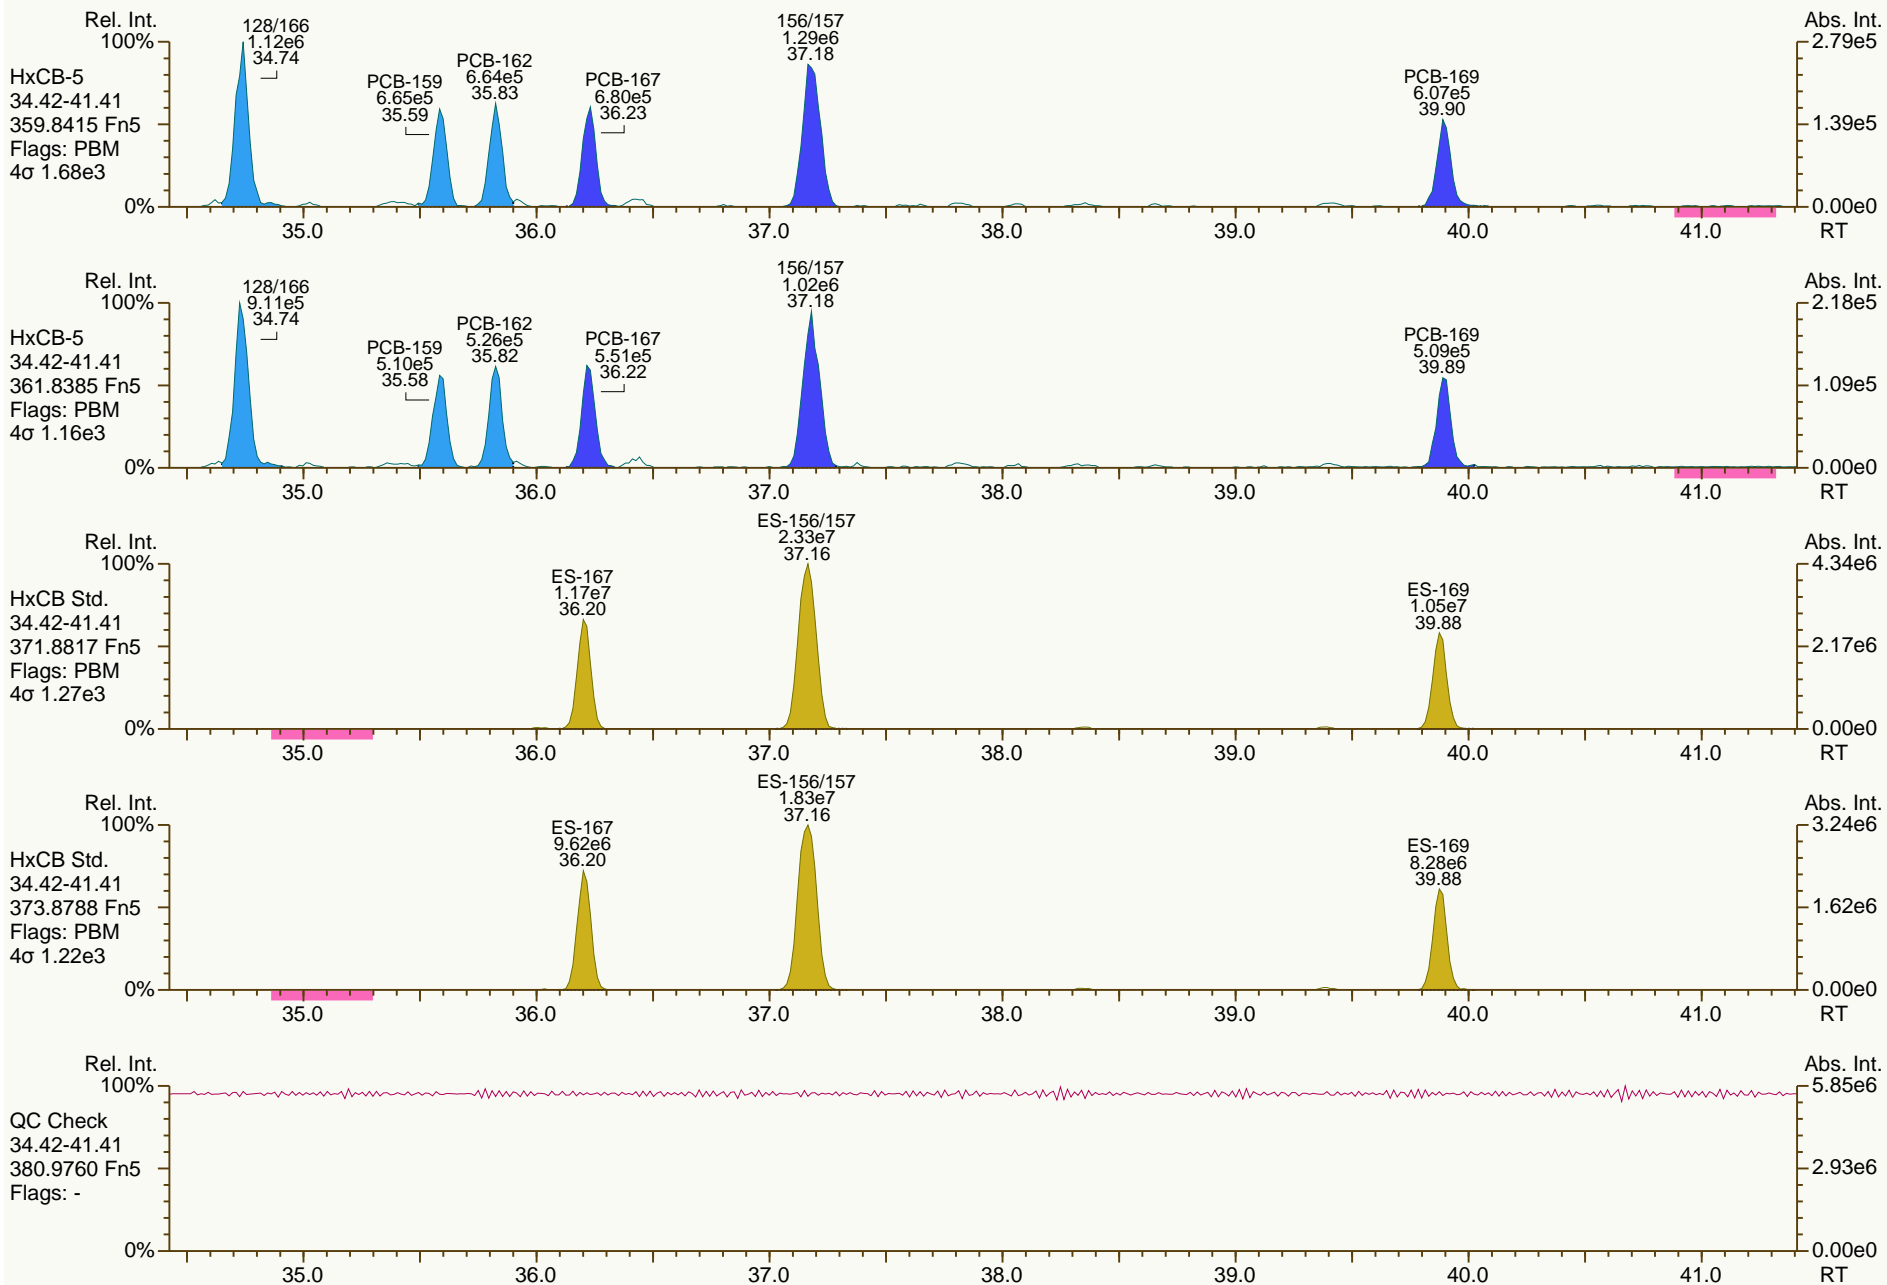 Rel. Int.
100%
0%
HxCB-5
34.42-41.41
359.8415 Fn5
Flags: PBM
4σ 1.68e3
128/166
1.12e6
34.74
PCB-159
6.65e5
35.59
PCB-162
6.64e5
35.83
PCB-167
6.80e5
36.23
156/157
1.29e6
37.18
PCB-169
6.07e5
39.90
Abs. Int.
2.79e5
1.39e5
0.00e0
35.0 36.0 37.0 38.0 39.0 40.0 41.0 RT
Rel. Int.
100%
0%
HxCB-5
34.42-41.41
361.8385 Fn5
Flags: PBM
4σ 1.16e3
128/166
9.11e5
34.74
PCB-159
5.10e5
35.58
PCB-162
5.26e5
35.82
PCB-167
5.51e5
36.22
156/157
1.02e6
37.18
PCB-169
5.09e5
39.89
Abs. Int.
2.18e5
1.09e5
0.00e0
35.0 36.0 37.0 38.0 39.0 40.0 41.0 RT
Rel. Int.
100%
0%
HxCB Std.
34.42-41.41
371.8817 Fn5
Flags: PBM
4σ 1.27e3
ES-167
1.17e7
36.20
ES-156/157
2.33e7
37.16
ES-169
1.05e7
39.88
Abs. Int.
4.34e6
2.17e6
0.00e0
35.0 36.0 37.0 38.0 39.0 40.0 41.0 RT
Rel. Int.
100%
0%
HxCB Std.
34.42-41.41
373.8788 Fn5
Flags: PBM
4σ 1.22e3
ES-167
9.62e6
36.20
ES-156/157
1.83e7
37.16
ES-169
8.28e6
39.88
Abs. Int.
3.24e6
1.62e6
0.00e0
35.0 36.0 37.0 38.0 39.0 40.0 41.0 RT
Rel. Int.
100%
0%
QC Check
34.42-41.41
380.9760 Fn5
Flags: -
Abs. Int.
5.85e6
2.93e6
0.00e0
35.0 36.0 37.0 38.0 39.0 40.0 41.0 RT